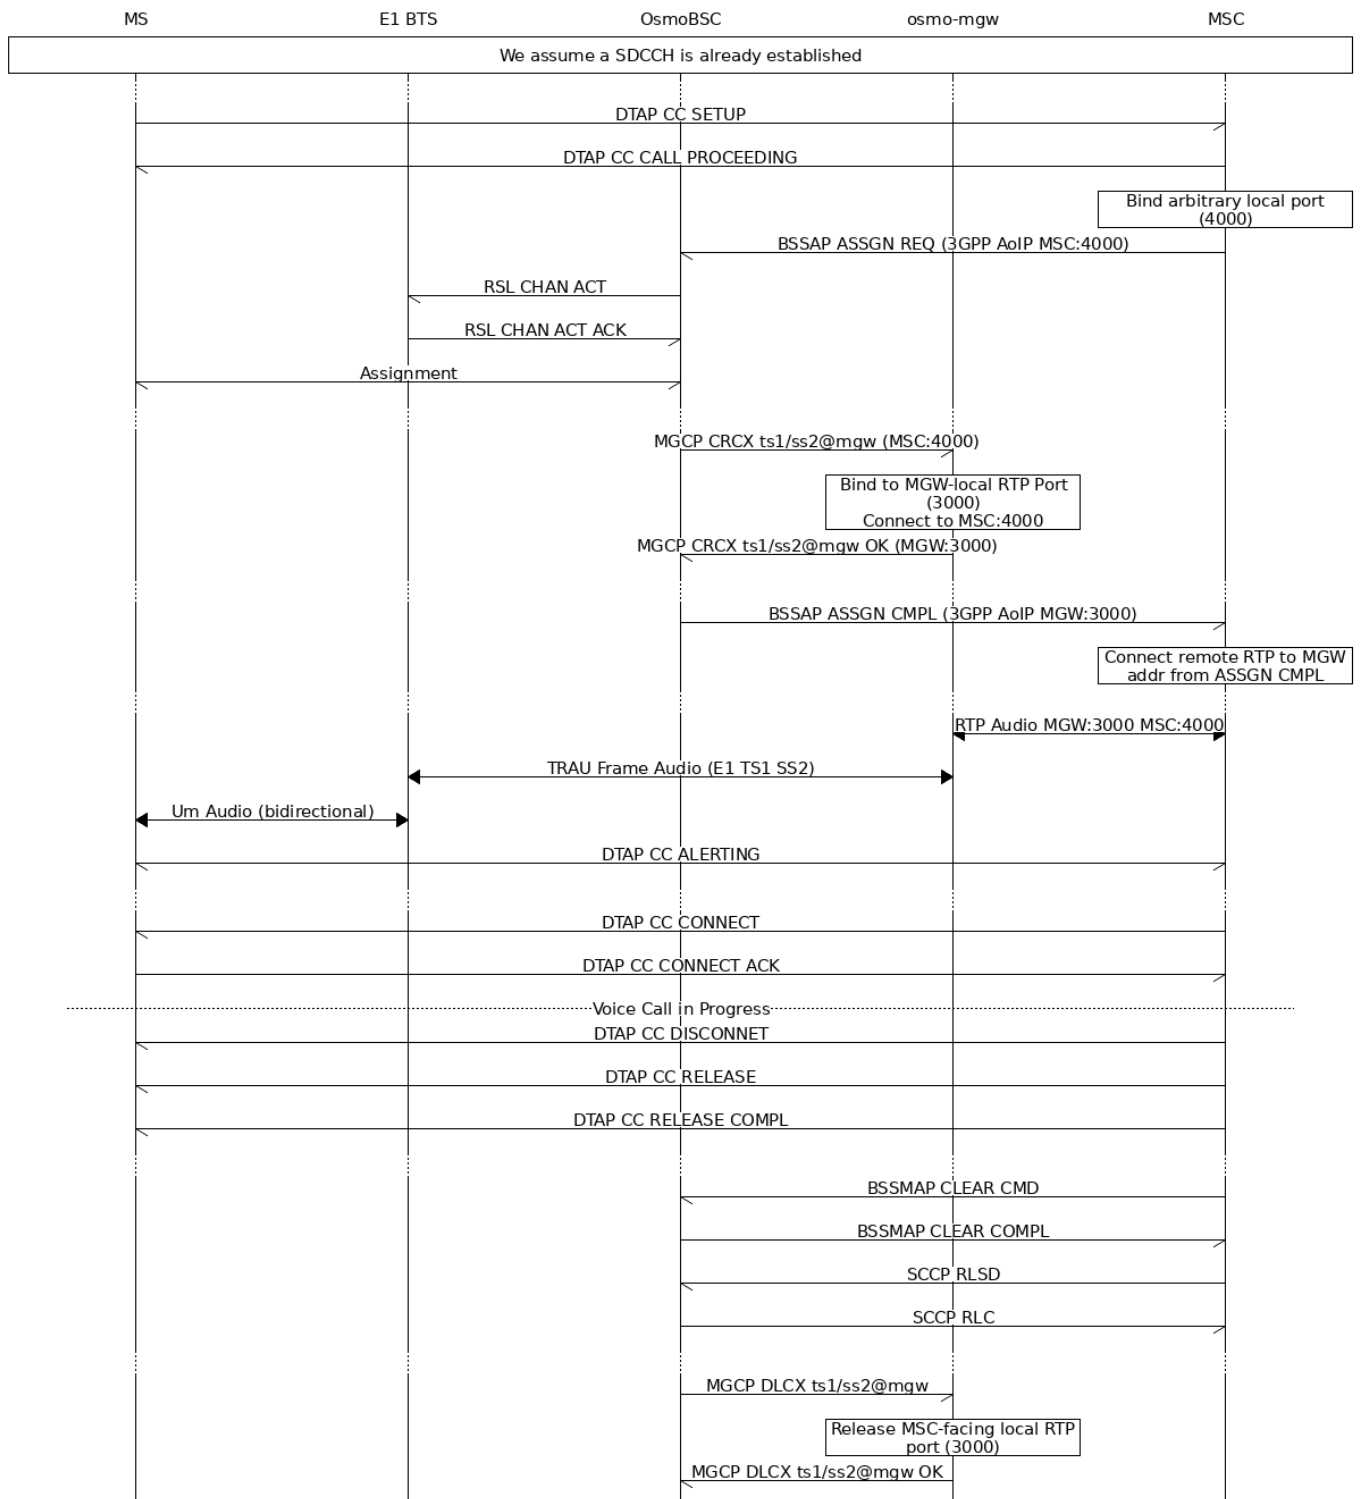 MS E1 BTS OsmoBSC osmo-mgw MSC
We assume a SDCCH is already established
DTAP CC SETUP
DTAP CC CALL PROCEEDING
Bind arbitrary local port
(4000)
BSSAP ASSGN REQ (3GPP AoIP MSC:4000)
RSL CHAN ACT
RSL CHAN ACT ACK
Assignment
MGCP CRCX ts1/ss2@mgw (MSC:4000)
Bind to MGW-local RTP Port
(3000)
Connect to MSC:4000
MGCP CRCX ts1/ss2@mgw OK (MGW:3000)
BSSAP ASSGN CMPL (3GPP AoIP MGW:3000)
Connect remote RTP to MGW
addr from ASSGN CMPL
RTP Audio MGW:3000 MSC:4000
TRAU Frame Audio (E1 TS1 SS2)
Um Audio (bidirectional)
DTAP CC ALERTING
DTAP CC CONNECT
DTAP CC CONNECT ACK
Voice Call in Progress
DTAP CC DISCONNET
DTAP CC RELEASE
DTAP CC RELEASE COMPL
BSSMAP CLEAR CMD
BSSMAP CLEAR COMPL
SCCP RLSD
SCCP RLC
MGCP DLCX ts1/ss2@mgw
Release MSC-facing local RTP
port (3000)
MGCP DLCX ts1/ss2@mgw OK